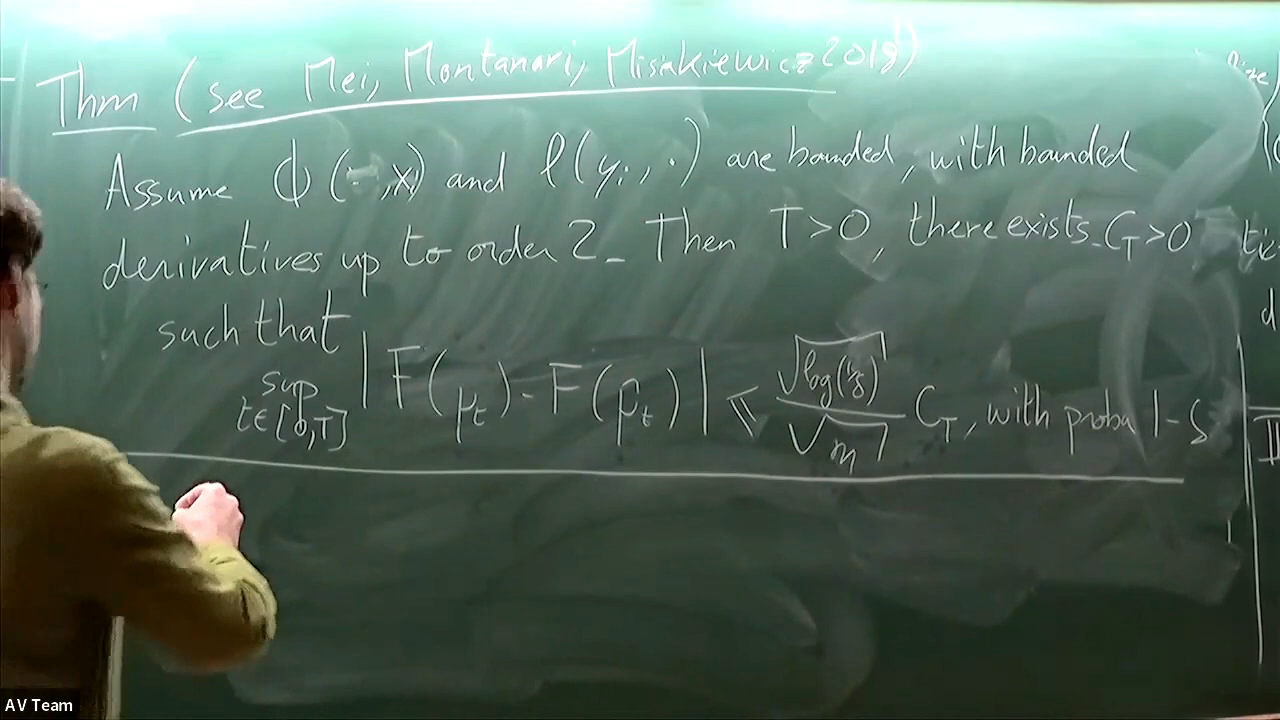 Thm (see Mei, Montanari, Misiakiewicz 2018)
Assume ϕ(·,x) and ℓ(yᵢ,·) are bounded, with bounded
derivatives up to order 2_ Then T>0, there exists C_T>0
such that
sup_{t∈[0,T]} | F(μ_t) - F(ρ_t) | ⩽ √log(1/δ) / √m C_T, with proba 1-δ
AV Team